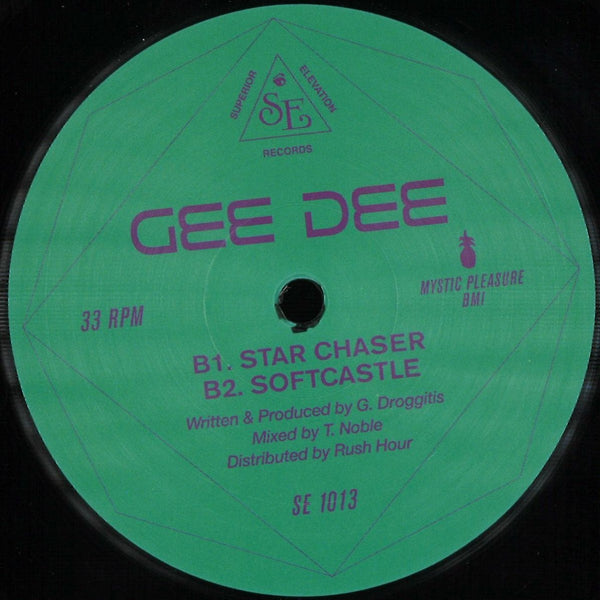 SUPERIOR
ELEVATION
SE
RECORDS
GEE DEE
MYSTIC PLEASURE
BMI
33 RPM
B1. STAR CHASER
B2. SOFTCASTLE
Written & Produced by G. Droggitis
Mixed by T. Noble
Distributed by Rush Hour
SE 1013